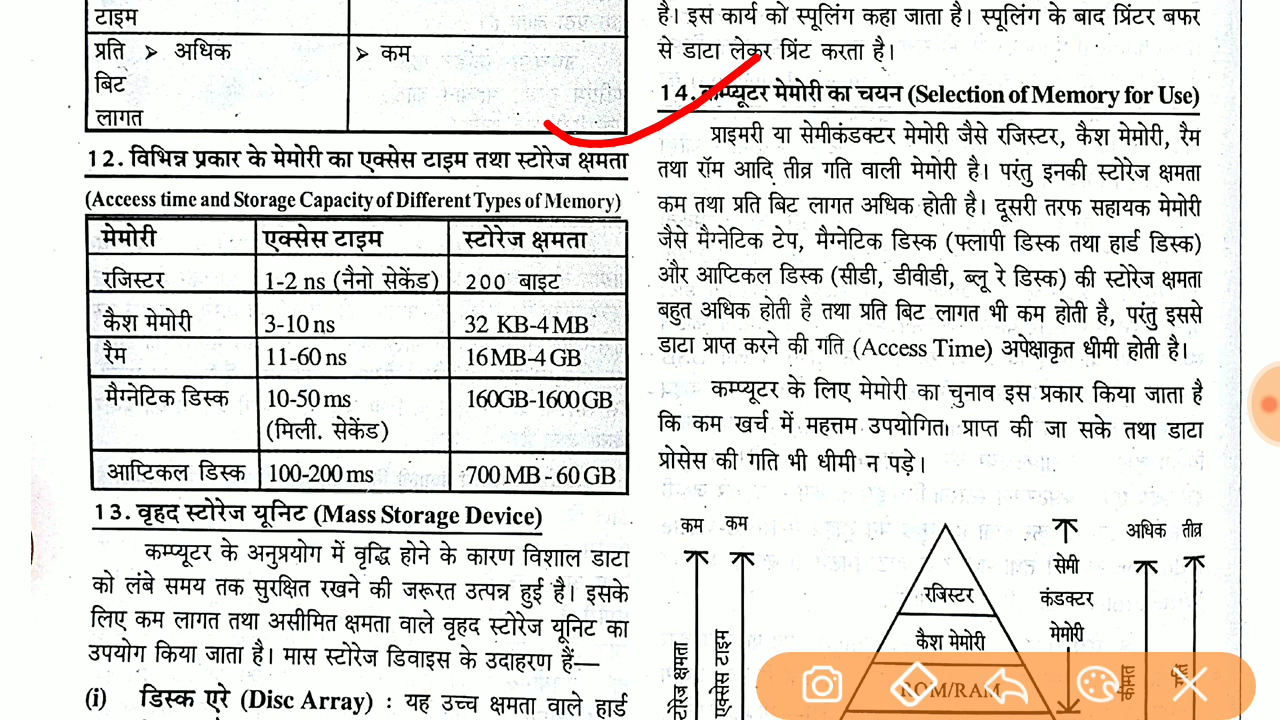 टाइम
प्रति ➢ अधिक
बिट
लागत
➢ कम
12. विभिन्न प्रकार के मेमोरी का एक्सेस टाइम तथा स्टोरेज क्षमता
(Acceess time and Storage Capacity of Different Types of Memory)
मेमोरी एक्सेस टाइम स्टोरेज क्षमता
रजिस्टर 1-2 ns (नैनो सेकेंड) 200 बाइट
कैश मेमोरी 3-10 ns 32 KB-4 MB
रैम 11-60 ns 16 MB-4 GB
मैग्नेटिक डिस्क 10-50 ms 160GB-1600 GB
(मिली. सेकेंड)
आप्टिकल डिस्क 100-200 ms 700 MB - 60 GB
13. वृहद स्टोरेज यूनिट (Mass Storage Device)
कम्प्यूटर के अनुप्रयोग में वृद्धि होने के कारण विशाल डाटा
को लंबे समय तक सुरक्षित रखने की जरूरत उत्पन्न हुई है। इसके
लिए कम लागत तथा असीमित क्षमता वाले वृहद स्टोरेज यूनिट का
उपयोग किया जाता है। मास स्टोरेज डिवाइस के उदाहरण हैं—
(i) डिस्क एरे (Disc Array) : यह उच्च क्षमता वाले हार्ड
है। इस कार्य को स्पूलिंग कहा जाता है। स्पूलिंग के बाद प्रिंटर बफर
से डाटा लेकर प्रिंट करता है।
14. कम्प्यूटर मेमोरी का चयन (Selection of Memory for Use)
प्राइमरी या सेमीकंडक्टर मेमोरी जैसे रजिस्टर, कैश मेमोरी, रैम
तथा रॉम आदि तीव्र गति वाली मेमोरी है। परंतु इनकी स्टोरेज क्षमता
कम तथा प्रति बिट लागत अधिक होती है। दूसरी तरफ सहायक मेमोरी
जैसे मैग्नेटिक टेप, मैग्नेटिक डिस्क (फ्लापी डिस्क तथा हार्ड डिस्क)
और आप्टिकल डिस्क (सीडी, डीवीडी, ब्लू रे डिस्क) की स्टोरेज क्षमता
बहुत अधिक होती है तथा प्रति बिट लागत भी कम होती है, परंतु इससे
डाटा प्राप्त करने की गति (Access Time) अपेक्षाकृत धीमी होती है।
कम्प्यूटर के लिए मेमोरी का चुनाव इस प्रकार किया जाता है
कि कम खर्च में महत्तम उपयोगिता प्राप्त की जा सके तथा डाटा
प्रोसेस की गति भी धीमी न पड़े।
कम कम अधिक तीव्र
सेमी
कंडक्टर
मेमोरी
रजिस्टर
कैश मेमोरी
ROM/RAM
स्टोरेज क्षमता
एक्सेस टाइम
कीमत
गति